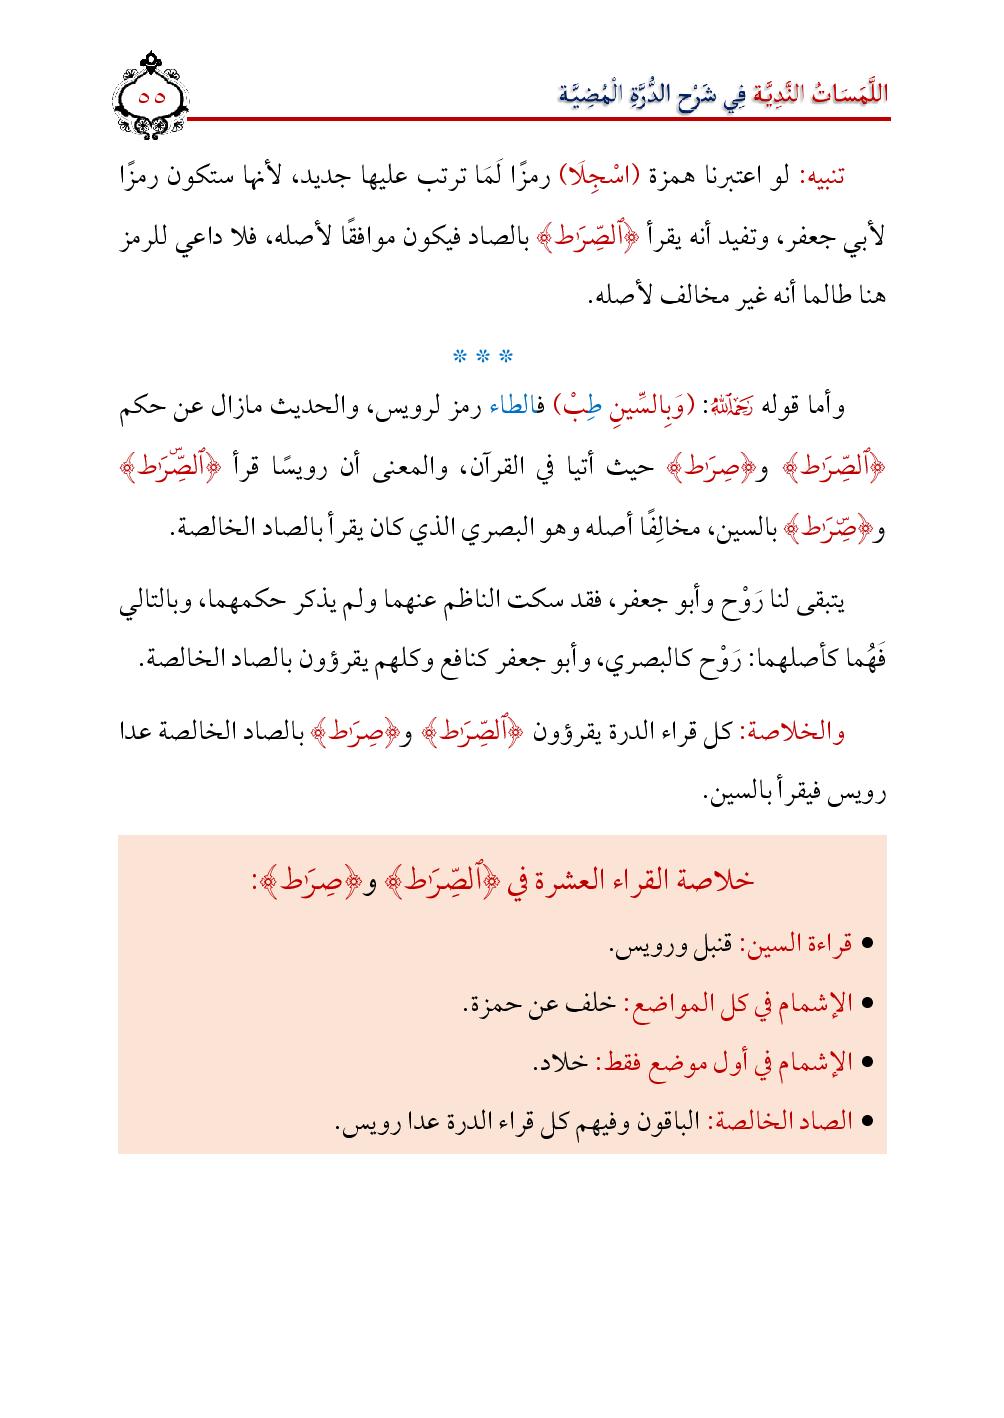 اللَّمَسَاتُ النَّدِيَّة فِي شَرْح الدُّرَّةِ الْمُضِيَّة
٥٥
تنبيه: لو اعتبرنا همزة (اسْجِلَا) رمزًا لَمَا ترتب عليها جديد، لأنها ستكون رمزًا
لأبي جعفر، وتفيد أنه يقرأ ﴿ٱلصِّرَٰط﴾ بالصاد فيكون موافقًا لأصله، فلا داعي للرمز
هنا طالما أنه غير مخالف لأصله.
* * *
وأما قوله رَحِمَهُ ٱللَّهُ: (وَبِالسِّينِ طِبْ) فالطاء رمز لرويس، والحديث مازال عن حكم
﴿ٱلصِّرَٰط﴾ و﴿صِرَٰط﴾ حيث أتيا في القرآن، والمعنى أن رويسًا قرأ ﴿ٱلصِّۜرَٰط﴾
و﴿صِّۜرَٰط﴾ بالسين، مخالِفًا أصله وهو البصري الذي كان يقرأ بالصاد الخالصة.
يتبقى لنا رَوْح وأبو جعفر، فقد سكت الناظم عنهما ولم يذكر حكمهما، وبالتالي
فَهُما كأصلهما: رَوْح كالبصري، وأبو جعفر كنافع وكلهم يقرؤون بالصاد الخالصة.
والخلاصة: كل قراء الدرة يقرؤون ﴿ٱلصِّرَٰط﴾ و﴿صِرَٰط﴾ بالصاد الخالصة عدا
رويس فيقرأ بالسين.
خلاصة القراء العشرة في ﴿ٱلصِّرَٰط﴾ و﴿صِرَٰط﴾:
• قراءة السين: قنبل ورويس.
• الإشمام في كل المواضع: خلف عن حمزة.
• الإشمام في أول موضع فقط: خلاد.
• الصاد الخالصة: الباقون وفيهم كل قراء الدرة عدا رويس.